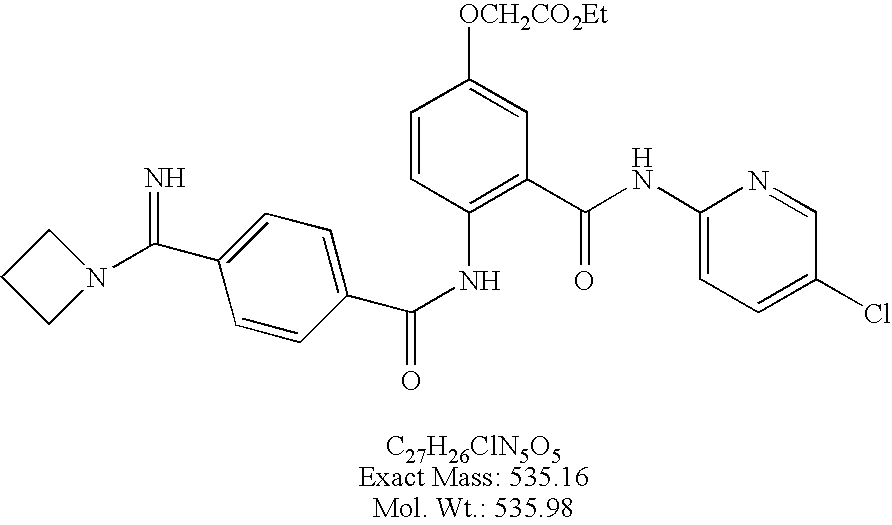 OCH₂CO₂Et
NH
H
N
N
N
NH
O
Cl
O
C₂₇H₂₆ClN₅O₅
Exact Mass: 535.16
Mol. Wt.: 535.98